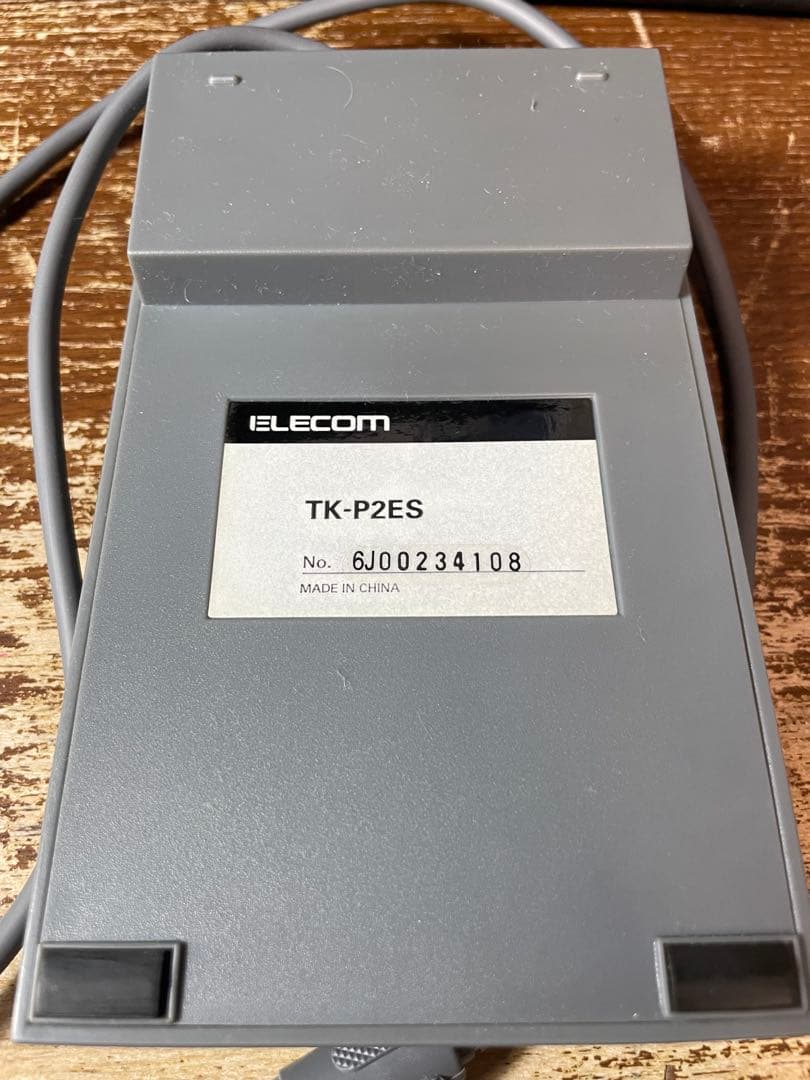 ELECOM
TK-P2ES
No. 6J00234108
MADE IN CHINA